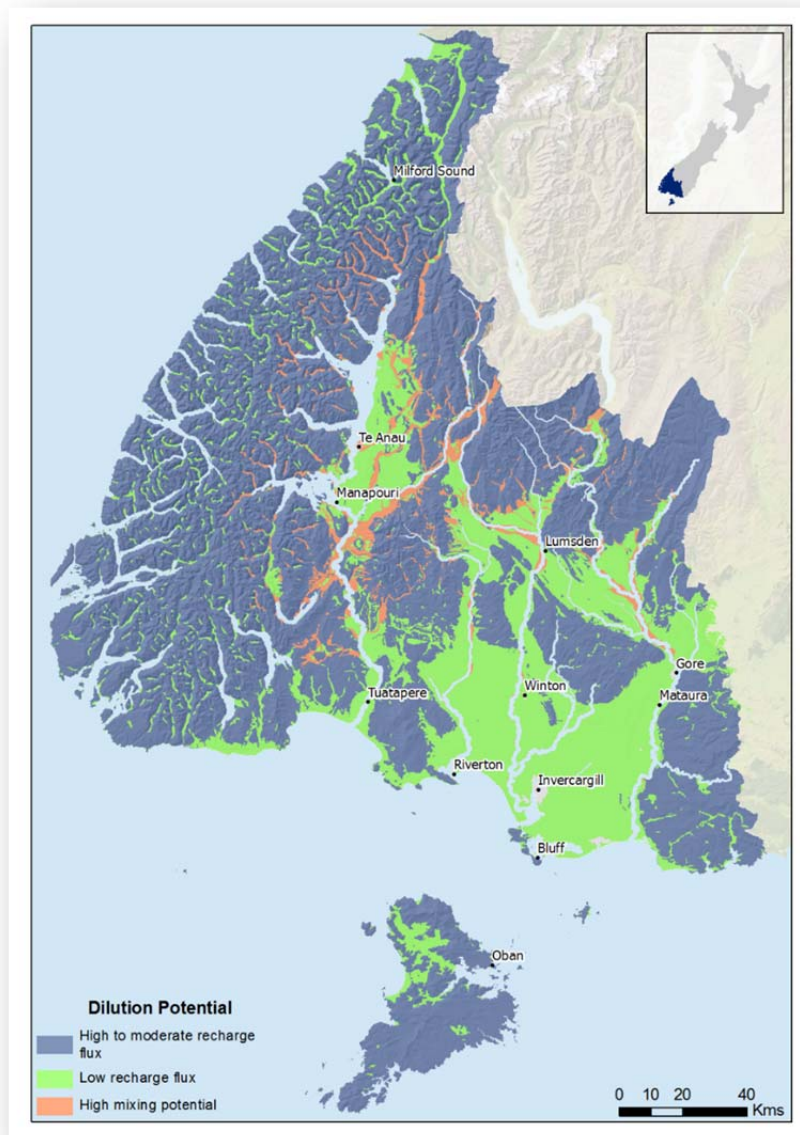 Milford Sound
Te Anau
Manapouri
Lumsden
Gore
Mataura
Tuatapere
Winton
Riverton
Invercargill
Bluff
Oban
Dilution Potential
High to moderate recharge
flux
Low recharge flux
High mixing potential
0 10 20 40
Kms